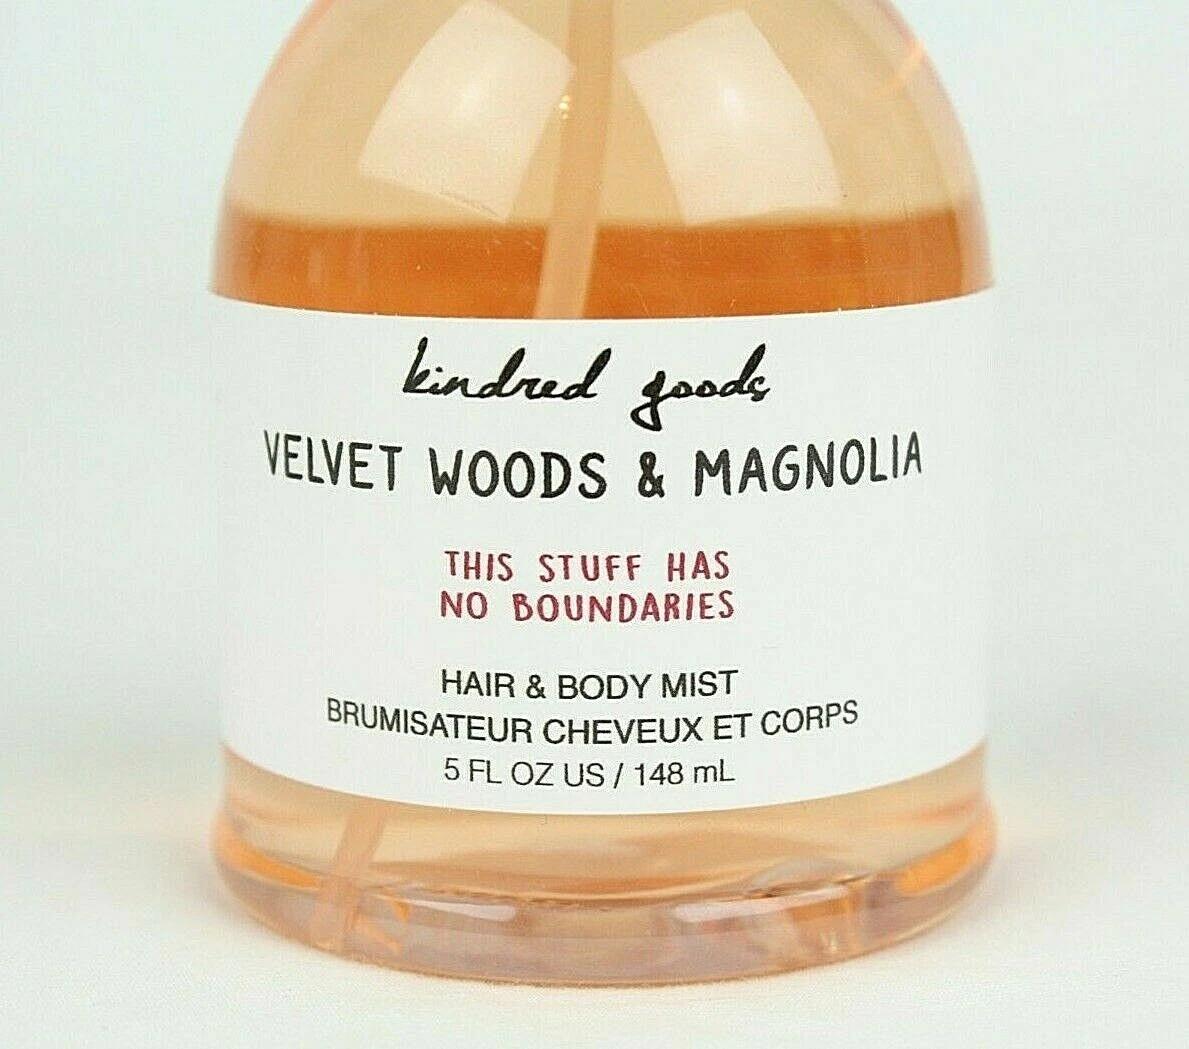 kindred goods
VELVET WOODS & MAGNOLIA
THIS STUFF HAS
NO BOUNDARIES
HAIR & BODY MIST
BRUMISATEUR CHEVEUX ET CORPS
5 FL OZ US / 148 mL